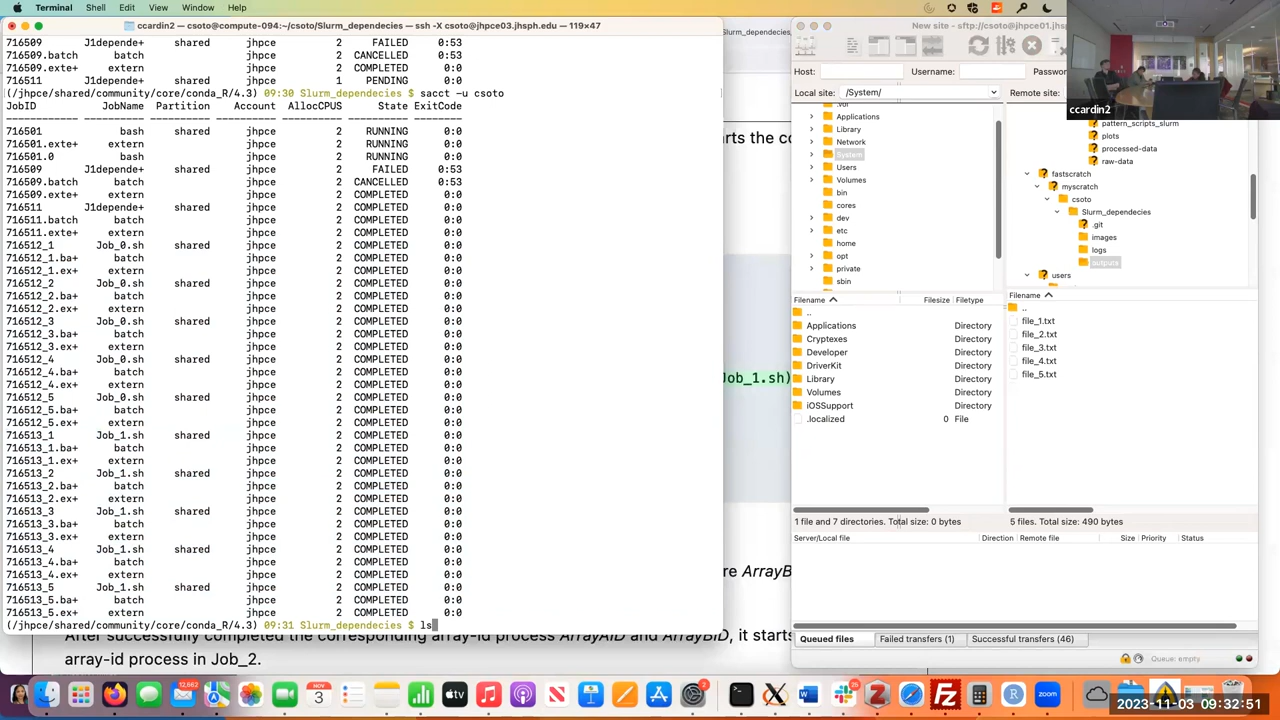 Terminal Shell Edit View Window Help
ccardin2 — csoto@compute-094:~/csoto/Slurm_dependecies — ssh -X csoto@jhpce03.jhsph.edu — 119×47
716509 J1depende+ shared jhpce 2 FAILED 0:53
716509.batch batch jhpce 2 CANCELLED 0:53
716509.exte+ extern jhpce 2 COMPLETED 0:0
716511 J1depende+ shared jhpce 1 PENDING 0:0
(/jhpce/shared/community/core/conda_R/4.3) 09:30 Slurm_dependecies $ sacct -u csoto
JobID JobName Partition Account AllocCPUS State ExitCode
------------ ---------- ---------- ---------- ---------- ---------- --------
716501 bash shared jhpce 2 RUNNING 0:0
716501.exte+ extern jhpce 2 RUNNING 0:0
716501.0 bash jhpce 2 RUNNING 0:0
716509 J1depende+ shared jhpce 2 FAILED 0:53
716509.batch batch jhpce 2 CANCELLED 0:53
716509.exte+ extern jhpce 2 COMPLETED 0:0
716511 J1depende+ shared jhpce 2 COMPLETED 0:0
716511.batch batch jhpce 2 COMPLETED 0:0
716511.exte+ extern jhpce 2 COMPLETED 0:0
716512_1 Job_0.sh shared jhpce 2 COMPLETED 0:0
716512_1.ba+ batch jhpce 2 COMPLETED 0:0
716512_1.ex+ extern jhpce 2 COMPLETED 0:0
716512_2 Job_0.sh shared jhpce 2 COMPLETED 0:0
716512_2.ba+ batch jhpce 2 COMPLETED 0:0
716512_2.ex+ extern jhpce 2 COMPLETED 0:0
716512_3 Job_0.sh shared jhpce 2 COMPLETED 0:0
716512_3.ba+ batch jhpce 2 COMPLETED 0:0
716512_3.ex+ extern jhpce 2 COMPLETED 0:0
716512_4 Job_0.sh shared jhpce 2 COMPLETED 0:0
716512_4.ba+ batch jhpce 2 COMPLETED 0:0
716512_4.ex+ extern jhpce 2 COMPLETED 0:0
716512_5 Job_0.sh shared jhpce 2 COMPLETED 0:0
716512_5.ba+ batch jhpce 2 COMPLETED 0:0
716512_5.ex+ extern jhpce 2 COMPLETED 0:0
716513_1 Job_1.sh shared jhpce 2 COMPLETED 0:0
716513_1.ba+ batch jhpce 2 COMPLETED 0:0
716513_1.ex+ extern jhpce 2 COMPLETED 0:0
716513_2 Job_1.sh shared jhpce 2 COMPLETED 0:0
716513_2.ba+ batch jhpce 2 COMPLETED 0:0
716513_2.ex+ extern jhpce 2 COMPLETED 0:0
716513_3 Job_1.sh shared jhpce 2 COMPLETED 0:0
716513_3.ba+ batch jhpce 2 COMPLETED 0:0
716513_3.ex+ extern jhpce 2 COMPLETED 0:0
716513_4 Job_1.sh shared jhpce 2 COMPLETED 0:0
716513_4.ba+ batch jhpce 2 COMPLETED 0:0
716513_4.ex+ extern jhpce 2 COMPLETED 0:0
716513_5 Job_1.sh shared jhpce 2 COMPLETED 0:0
716513_5.ba+ batch jhpce 2 COMPLETED 0:0
716513_5.ex+ extern jhpce 2 COMPLETED 0:0
(/jhpce/shared/community/core/conda_R/4.3) 09:31 Slurm_dependecies $ ls
Slurm_dependecies
arts the co
Job_1.sh)
re ArrayB
After successfully completed the corresponding array-id process ArrayAID and ArrayBID, it starts
array-id process in Job_2.
New site - sftp://csoto@jhpce01.
Host: Username: Passwor
Local site: /System/ Remote site:
.vol
Applications
Library
Network
System
Users
Volumes
bin
cores
dev
etc
home
opt
private
sbin
Filename Filesize Filetype
..
Applications Directory
Cryptexes Directory
Developer Directory
DriverKit Directory
Library Directory
Volumes Directory
iOSSupport Directory
.localized 0 File
1 file and 7 directories. Total size: 0 bytes
pattern_scripts_slurm
plots
processed-data
raw-data
fastscratch
myscratch
csoto
Slurm_dependecies
.git
images
logs
outputs
users
Filename
..
file_1.txt
file_2.txt
file_3.txt
file_4.txt
file_5.txt
5 files. Total size: 490 bytes
Server/Local file Direction Remote file Size Priority Status
Queued files Failed transfers (1) Successful transfers (46)
Queue: empty
ccardin2
12,662
NOV
3
7
26
zoom
2023-11-03 09:32:51